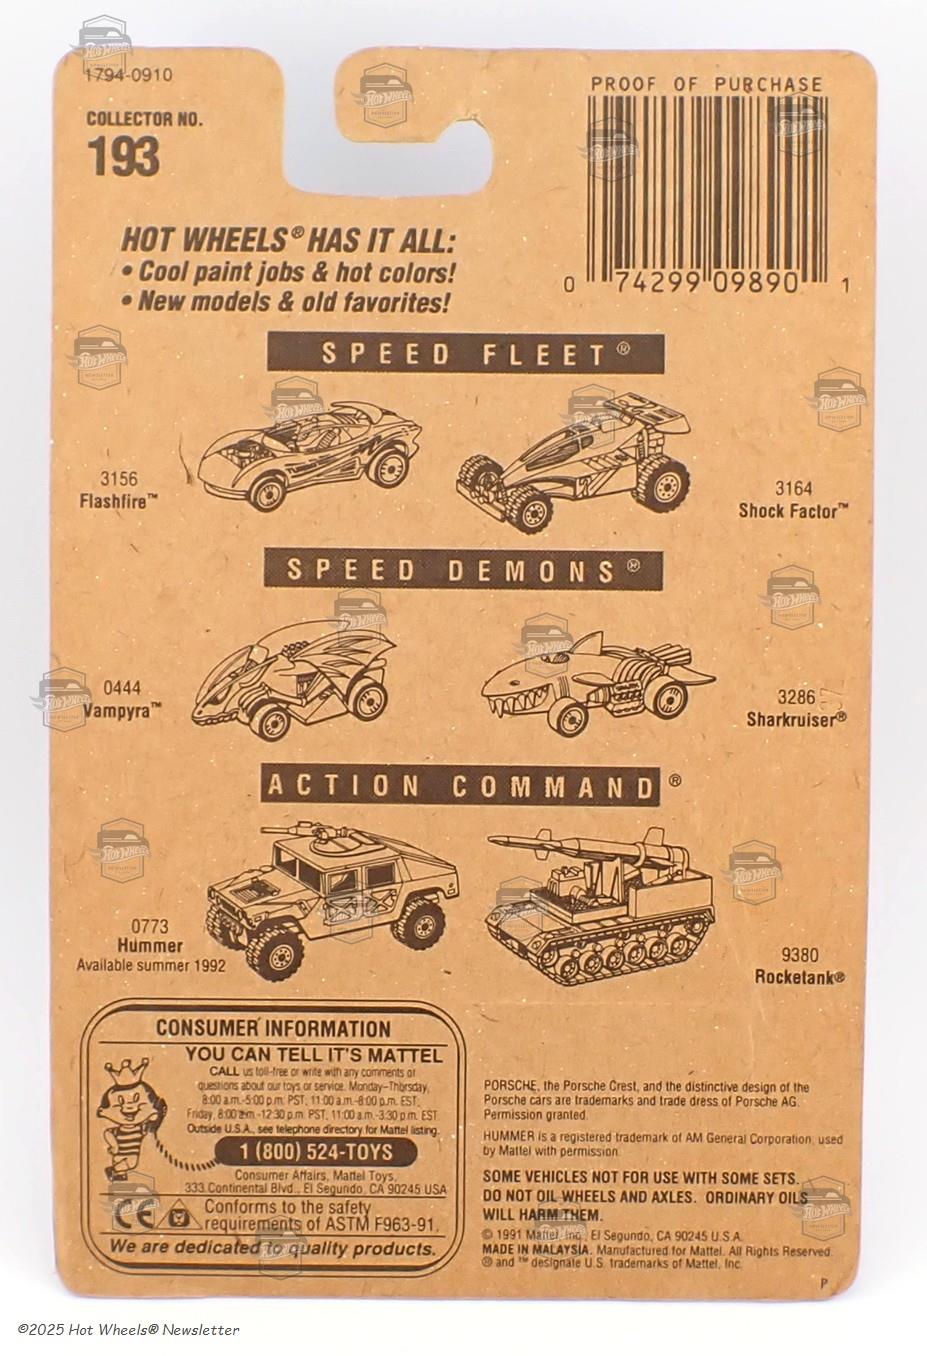 1794-0910
COLLECTOR NO.
193
PROOF OF PURCHASE
0 74299 09890 1
HOT WHEELS® HAS IT ALL:
• Cool paint jobs & hot colors!
• New models & old favorites!
SPEED FLEET®
3156
Flashfire™
3164
Shock Factor™
SPEED DEMONS®
0444
Vampyra™
3286
Sharkruiser®
ACTION COMMAND®
0773
Hummer
Available summer 1992
9380
Rocketank®
CONSUMER INFORMATION
YOU CAN TELL IT'S MATTEL
CALL us toll-free or write with any comments or
questions about our toys or service. Monday-Thursday,
8:00 a.m.-5:00 p.m. PST, 11:00 a.m.-8:00 p.m. EST;
Friday, 8:00 a.m.-12:30 p.m. PST, 11:00 a.m.-3:30 p.m. EST
Outside U.S.A., see telephone directory for Mattel listing.
1 (800) 524-TOYS
Consumer Affairs, Mattel Toys,
333 Continental Blvd., El Segundo, CA 90245 USA
CE Conforms to the safety
requirements of ASTM F963-91.
We are dedicated to quality products.
PORSCHE, the Porsche Crest, and the distinctive design of the
Porsche cars are trademarks and trade dress of Porsche AG.
Permission granted.
HUMMER is a registered trademark of AM General Corporation, used
by Mattel with permission.
SOME VEHICLES NOT FOR USE WITH SOME SETS.
DO NOT OIL WHEELS AND AXLES. ORDINARY OILS
WILL HARM THEM.
© 1991 Mattel, Inc., El Segundo, CA 90245 U.S.A.
MADE IN MALAYSIA. Manufactured for Mattel. All Rights Reserved.
® and ™ designate U.S. trademarks of Mattel, Inc.
P
©2025 Hot Wheels® Newsletter